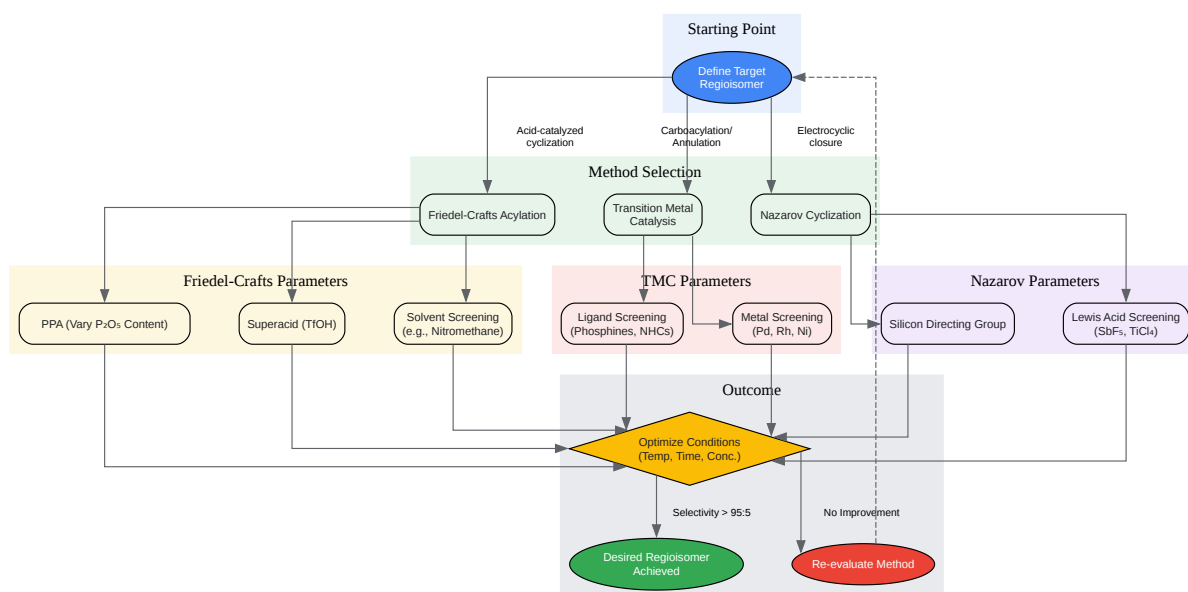 Starting Point
Define Target
Regioisomer
Acid-catalyzed
cyclization
Carboacylation/
Annulation
Electrocyclic
closure
Method Selection
Friedel-Crafts Acylation
Transition Metal
Catalysis
Nazarov Cyclization
Friedel-Crafts Parameters
TMC Parameters
Nazarov Parameters
PPA (Vary P₂O₅ Content)
Superacid (TfOH)
Solvent Screening
(e.g., Nitromethane)
Ligand Screening
(Phosphines, NHCs)
Metal Screening
(Pd, Rh, Ni)
Silicon Directing Group
Lewis Acid Screening
(SbF₅, TiCl₄)
Outcome
Optimize Conditions
(Temp, Time, Conc.)
Selectivity > 95:5
No Improvement
Desired Regioisomer
Achieved
Re-evaluate Method